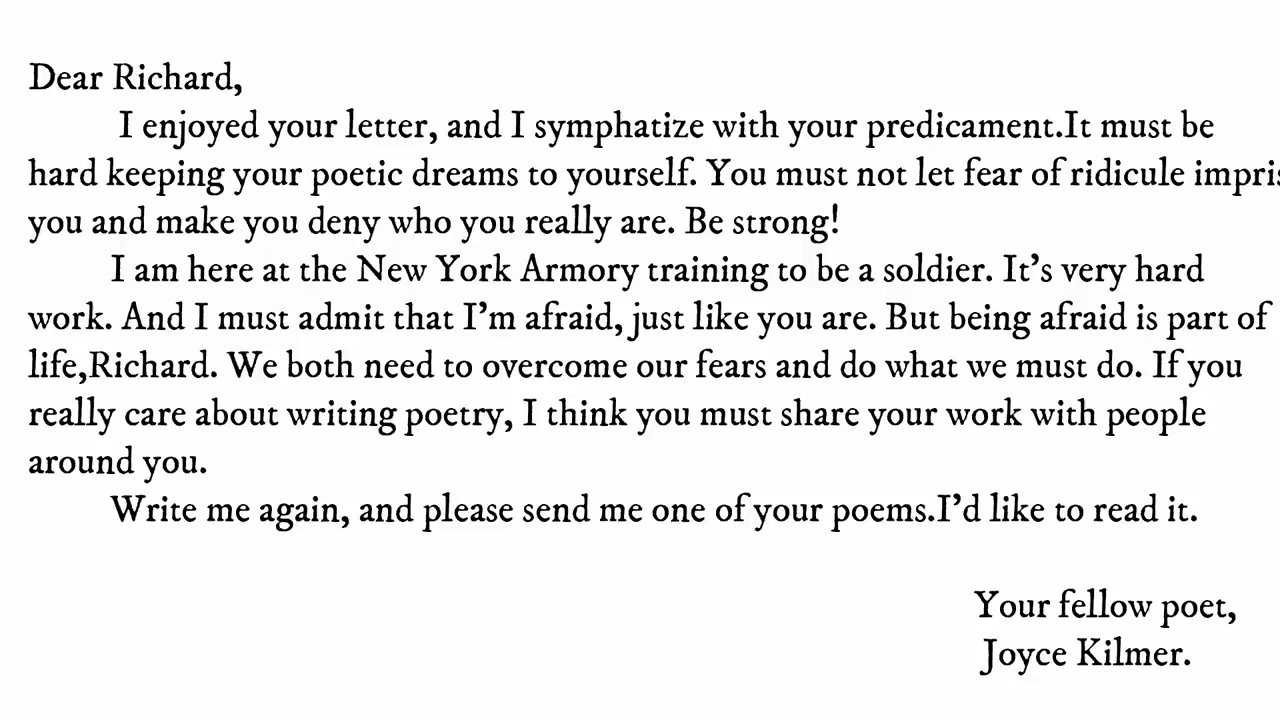 Dear Richard,
I enjoyed your letter, and I symphatize with your predicament.It must be
hard keeping your poetic dreams to yourself. You must not let fear of ridicule impris
you and make you deny who you really are. Be strong!
I am here at the New York Armory training to be a soldier. It's very hard
work. And I must admit that I'm afraid, just like you are. But being afraid is part of
life,Richard. We both need to overcome our fears and do what we must do. If you
really care about writing poetry, I think you must share your work with people
around you.
Write me again, and please send me one of your poems.I'd like to read it.
Your fellow poet,
Joyce Kilmer.